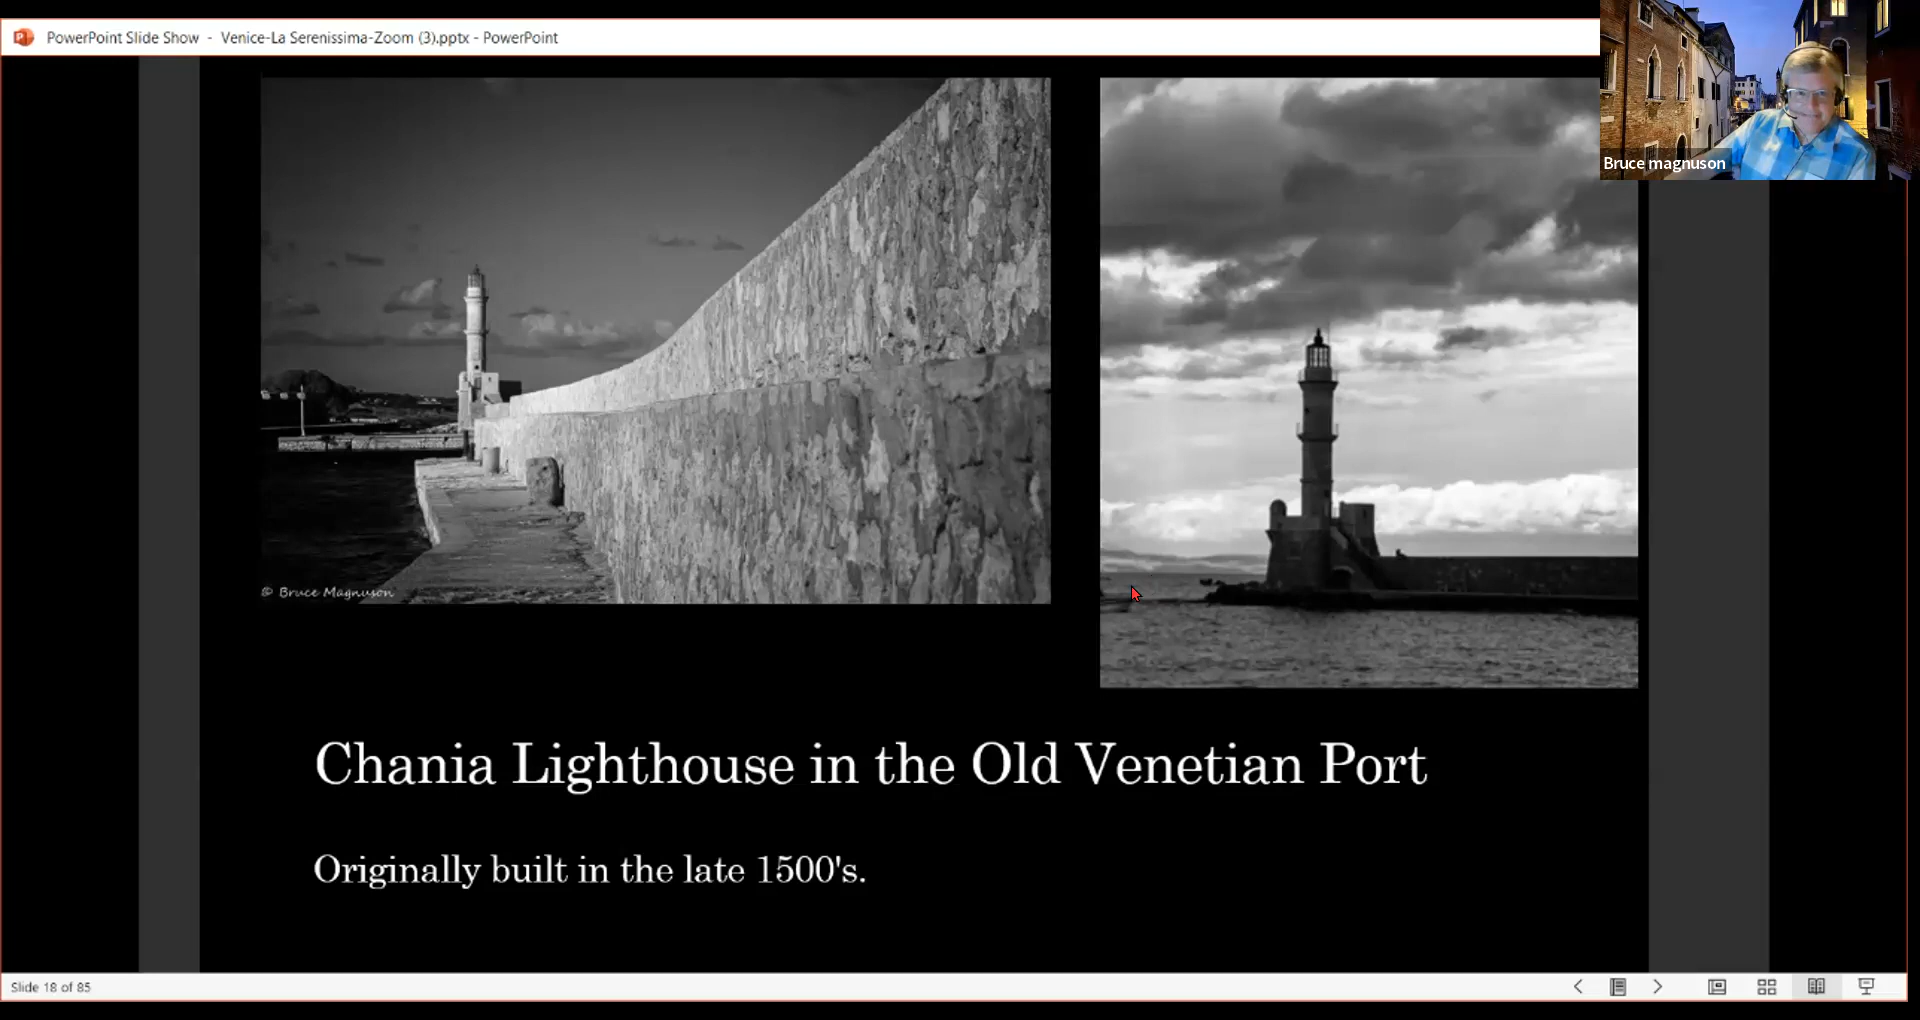 PowerPoint Slide Show - Venice-La Serenissima-Zoom (3).pptx - PowerPoint
Bruce magnuson
© Bruce Magnuson
Chania Lighthouse in the Old Venetian Port
Originally built in the late 1500's.
Slide 18 of 85